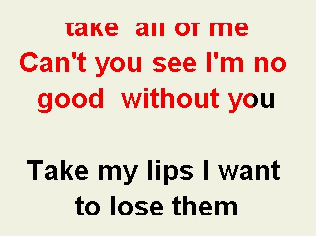 take all of me
Can't you see I'm no
good without you
Take my lips I want
to lose them